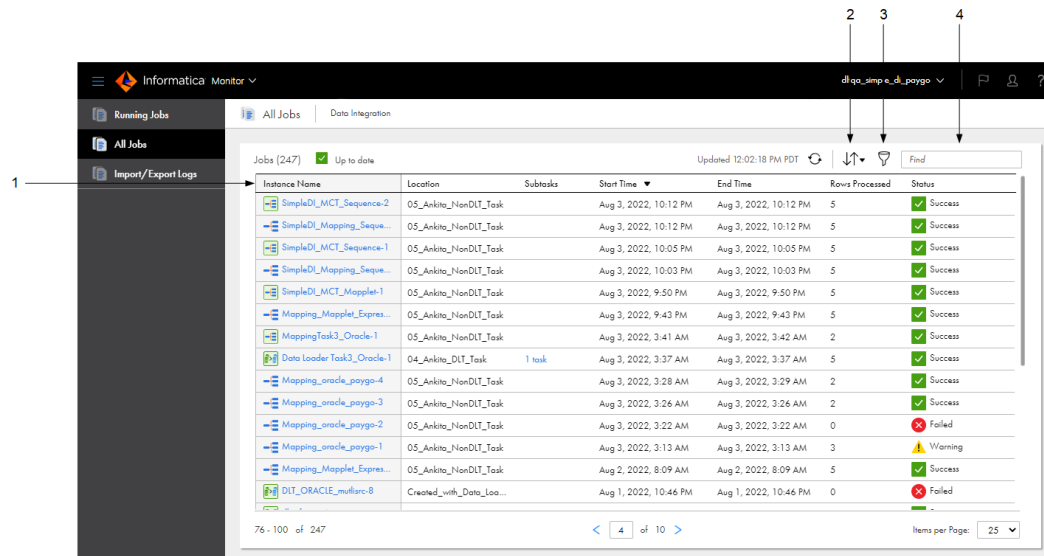 2 3 4
Informatica Monitor dl qa_simp e_di_paygo ?
Running Jobs All Jobs Data Integration
All Jobs
Jobs (247) Up to date Updated 12:02:18 PM PDT Find
Import/Export Logs
1 Instance Name Location Subtasks Start Time ▼ End Time Rows Processed Status
SimpleDI_MCT_Sequence-2 05_Ankita_NonDLT_Task Aug 3, 2022, 10:12 PM Aug 3, 2022, 10:12 PM 5 Success
SimpleDI_Mapping_Seque... 05_Ankita_NonDLT_Task Aug 3, 2022, 10:12 PM Aug 3, 2022, 10:12 PM 5 Success
SimpleDI_MCT_Sequence-1 05_Ankita_NonDLT_Task Aug 3, 2022, 10:05 PM Aug 3, 2022, 10:05 PM 5 Success
SimpleDI_Mapping_Seque... 05_Ankita_NonDLT_Task Aug 3, 2022, 10:03 PM Aug 3, 2022, 10:03 PM 5 Success
SimpleDI_MCT_Mapplet-1 05_Ankita_NonDLT_Task Aug 3, 2022, 9:50 PM Aug 3, 2022, 9:50 PM 5 Success
Mapping_Mapplet_Expres... 05_Ankita_NonDLT_Task Aug 3, 2022, 9:43 PM Aug 3, 2022, 9:43 PM 5 Success
MappingTask3_Oracle-1 05_Ankita_NonDLT_Task Aug 3, 2022, 3:41 AM Aug 3, 2022, 3:42 AM 2 Success
Data Loader Task3_Oracle-1 04_Ankita_DLT_Task 1 task Aug 3, 2022, 3:37 AM Aug 3, 2022, 3:37 AM 5 Success
Mapping_oracle_paygo-4 05_Ankita_NonDLT_Task Aug 3, 2022, 3:28 AM Aug 3, 2022, 3:29 AM 2 Success
Mapping_oracle_paygo-3 05_Ankita_NonDLT_Task Aug 3, 2022, 3:26 AM Aug 3, 2022, 3:26 AM 2 Success
Mapping_oracle_paygo-2 05_Ankita_NonDLT_Task Aug 3, 2022, 3:22 AM Aug 3, 2022, 3:22 AM 0 Failed
Mapping_oracle_paygo-1 05_Ankita_NonDLT_Task Aug 3, 2022, 3:13 AM Aug 3, 2022, 3:13 AM 3 Warning
Mapping_Mapplet_Expres... 05_Ankita_NonDLT_Task Aug 2, 2022, 8:09 AM Aug 2, 2022, 8:09 AM 5 Success
DLT_ORACLE_mutlisrc-8 Created_with_Data_Loa... Aug 1, 2022, 10:46 PM Aug 1, 2022, 10:46 PM 0 Failed
76 - 100 of 247 < 4 of 10 > Items per Page: 25